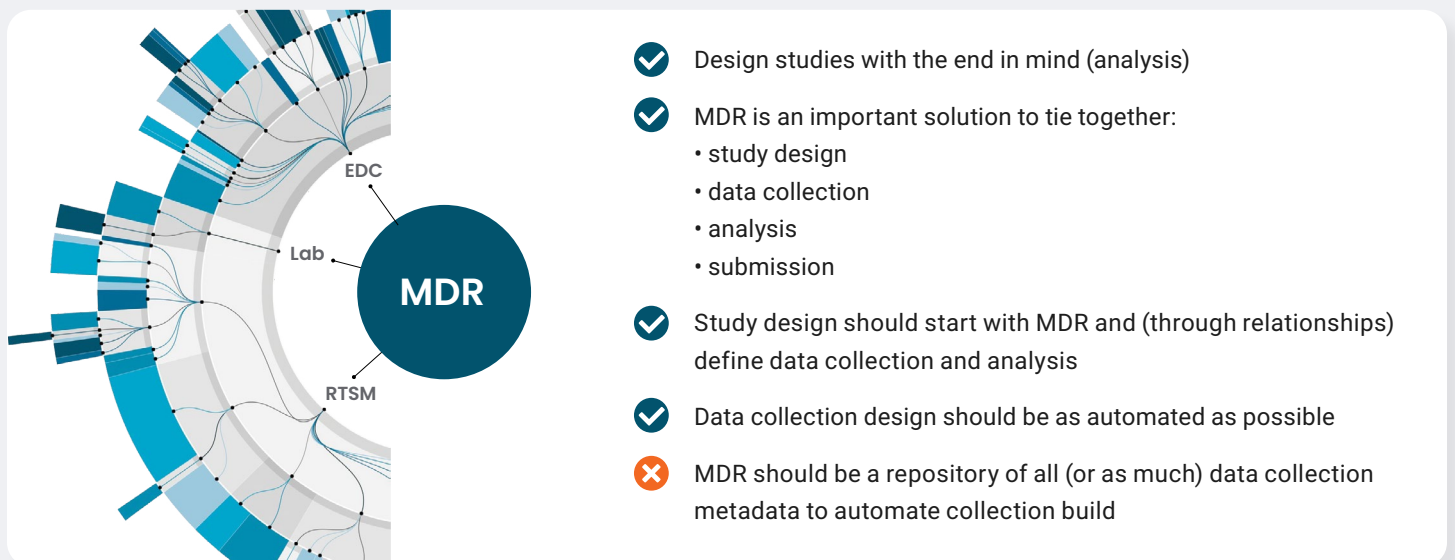 EDC
Lab
MDR
RTSM
Design studies with the end in mind (analysis)
MDR is an important solution to tie together:
• study design
• data collection
• analysis
• submission
Study design should start with MDR and (through relationships)
define data collection and analysis
Data collection design should be as automated as possible
MDR should be a repository of all (or as much) data collection
metadata to automate collection build